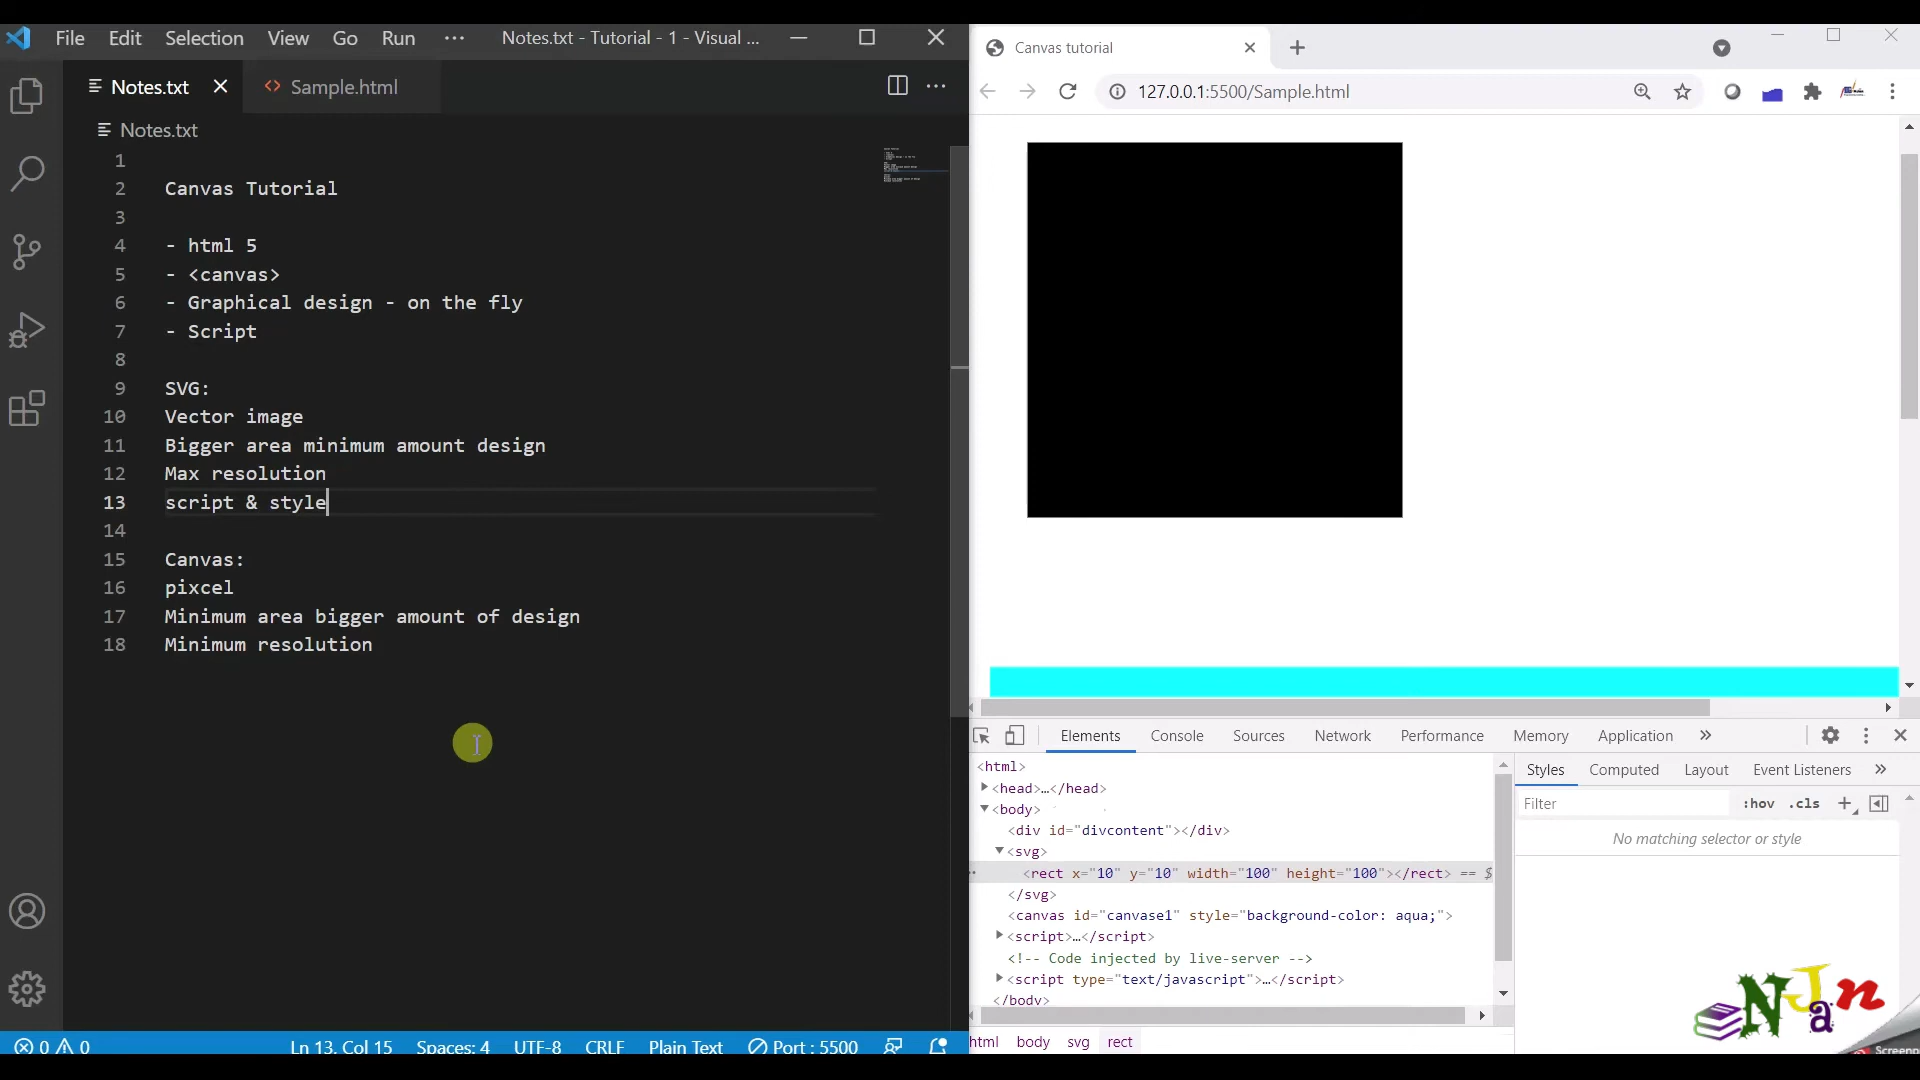 File Edit Selection View Go Run ··· Notes.txt - Tutorial - 1 - Visual ...
Notes.txt
Sample.html
Notes.txt
1
2 Canvas Tutorial
3
4 - html 5
5 - <canvas>
6 - Graphical design - on the fly
7 - Script
8
9 SVG:
10 Vector image
11 Bigger area minimum amount design
12 Max resolution
13 script & style
14
15 Canvas:
16 pixcel
17 Minimum area bigger amount of design
18 Minimum resolution
0 0 Ln 13, Col 15 Spaces: 4 UTF-8 CRLF Plain Text Port : 5500
Canvas tutorial
127.0.0.1:5500/Sample.html
Elements Console Sources Network Performance Memory Application »
<html>
<head>…</head>
<body>
<div id="divcontent"></div>
<svg>
<rect x="10" y="10" width="100" height="100"></rect> == $
</svg>
<canvas id="canvase1" style="background-color: aqua;">
<script>…</script>
<!-- Code injected by live-server -->
<script type="text/javascript">…</script>
</body>
html body svg rect
Styles Computed Layout Event Listeners »
Filter :hov .cls +
No matching selector or style
NJan